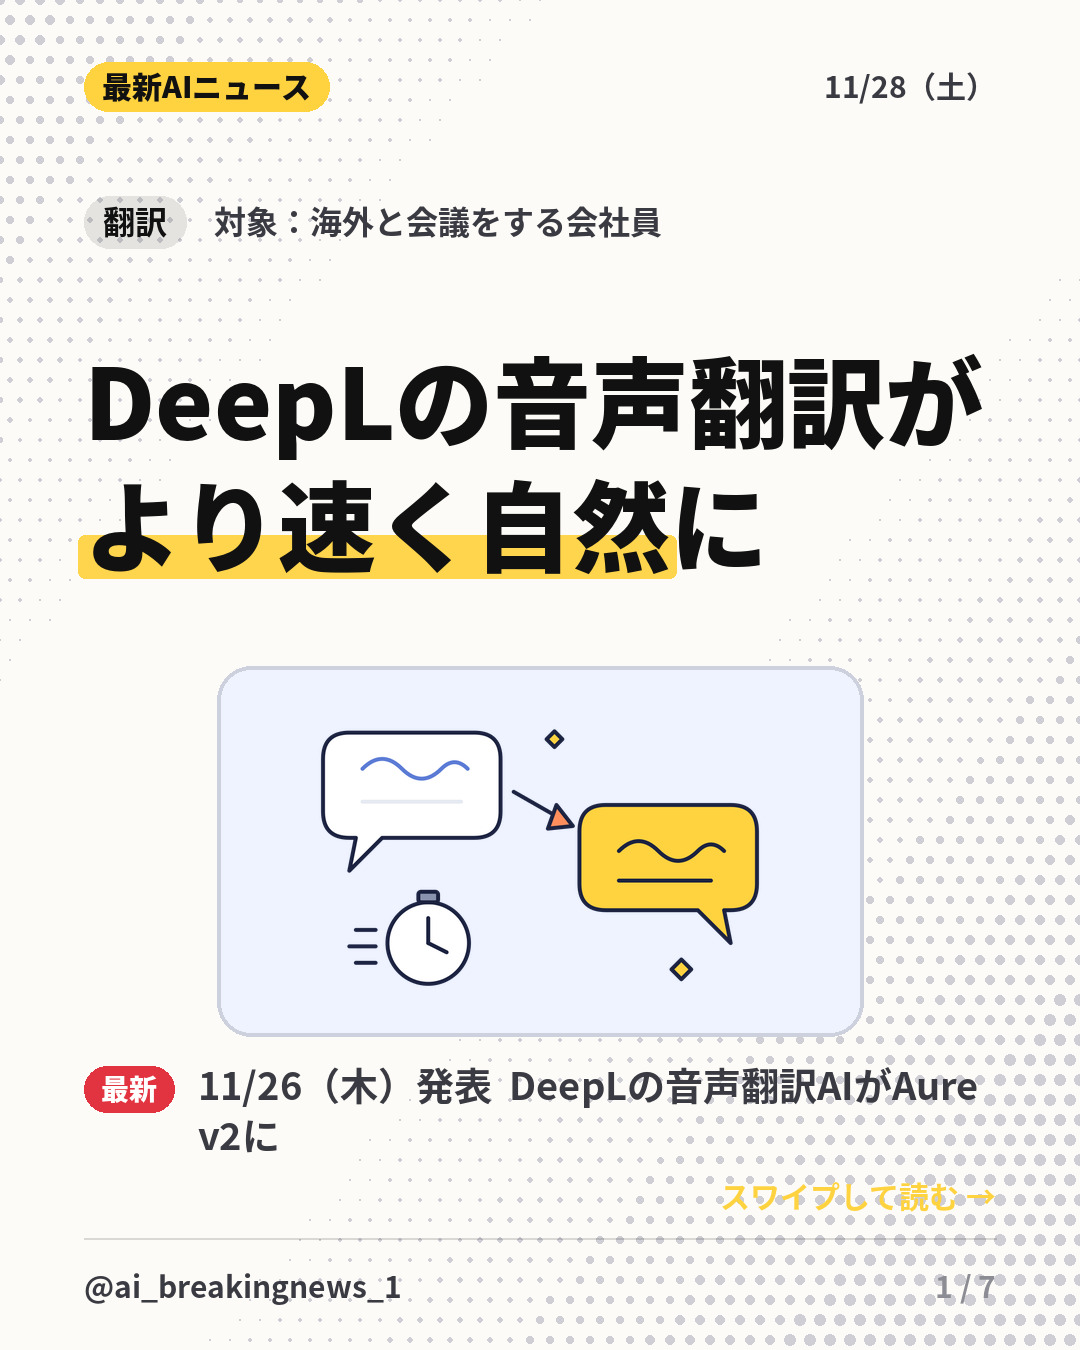 最新AIニュース
11/28（土）
翻訳
対象：海外と会議をする会社員
DeepLの音声翻訳が
より速く自然に
最新
11/26（木）発表 DeepLの音声翻訳AIがAure
v2に
スワイプして読む →
@ai_breakingnews_1
1 / 7